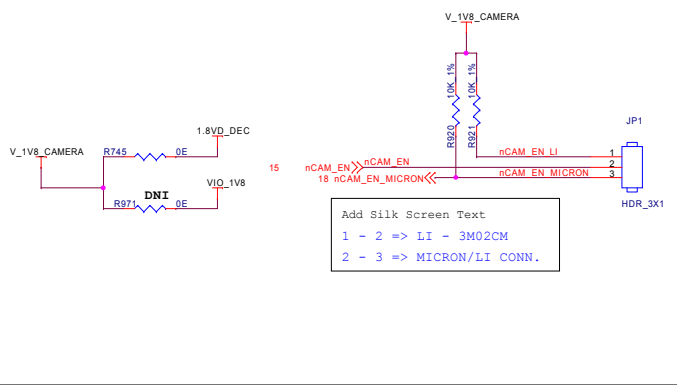 V_1V8_CAMERA
10K 1%
10K 1%
R920
R921
JP1
1.8VD_DEC
R745
0E
V_1V8_CAMERA
nCAM_EN_LI
1
15
nCAM_EN
nCAM_EN
2
18 nCAM_EN_MICRON
nCAM_EN_MICRON
3
VIO_1V8
DNI
R971
0E
HDR_3X1
Add Silk Screen Text
1 - 2 => LI - 3M02CM
2 - 3 => MICRON/LI CONN.